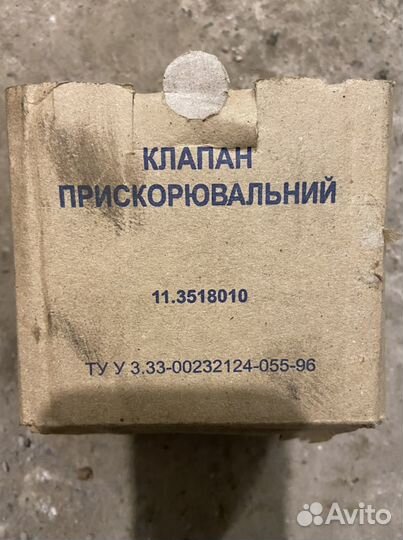 КЛАПАН
ПРИСКОРЮВАЛЬНИЙ
11.3518010
ТУ У 3.33-00232124-055-96
Avito